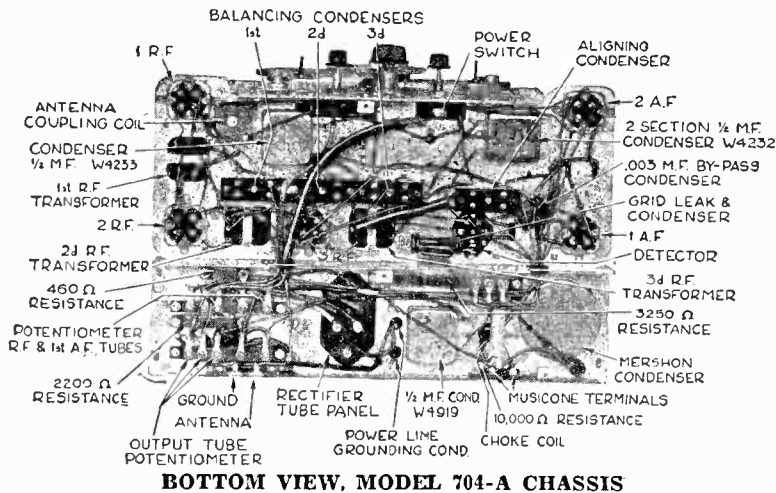 BALANCING CONDENSERS
1st 2d 3d
1 R.F.
POWER
SWITCH
ALIGNING
CONDENSER
ANTENNA
COUPLING COIL
CONDENSER
½ M.F. W4233
1st R.F.
TRANSFORMER
2 R.F.
2d R.F.
TRANSFORMER
460 Ω
RESISTANCE
POTENTIOMETER
R.F & 1st A.F. TUBES
2200 Ω
RESISTANCE
2 A.F
2 SECTION ½ M.F.
CONDENSER W4232
.003 M.F. BY-PASS
CONDENSER
GRID LEAK &
CONDENSER
1 A.F
DETECTOR
3 R.F.
3d R.F.
TRANSFORMER
3250 Ω
RESISTANCE
MERSHON
CONDENSER
GROUND
ANTENNA
OUTPUT TUBE
POTENTIOMETER
RECTIFIER
TUBE PANEL
POWER LINE
GROUNDING COND.
½ M.F. COND.
W4919
MUSICONE TERMINALS
10,000 Ω RESISTANCE
CHOKE COIL
BOTTOM VIEW, MODEL 704-A CHASSIS